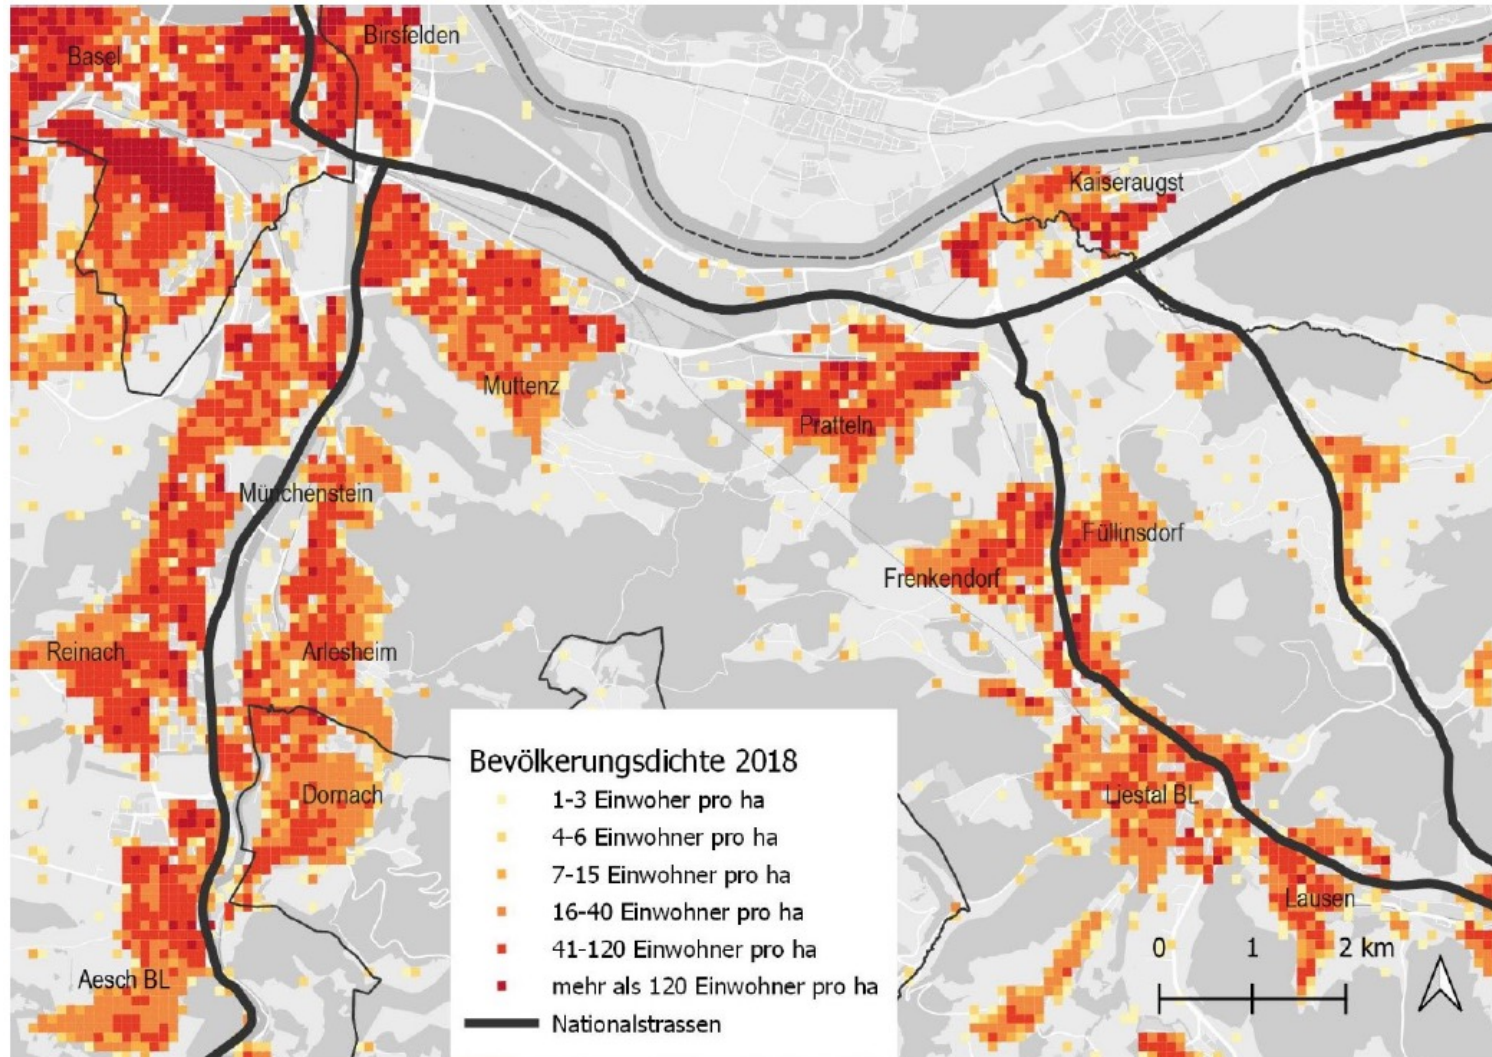 Basel
Birsfelden
Kaiseraugst
Muttenz
Pratteln
Münchenstein
Füllinsdorf
Frenkendorf
Reinach
Arlesheim
Dornach
Liestal BL
Lausen
Aesch BL
Bevölkerungsdichte 2018
1-3 Einwoher pro ha
4-6 Einwohner pro ha
7-15 Einwohner pro ha
16-40 Einwohner pro ha
41-120 Einwohner pro ha
mehr als 120 Einwohner pro ha
Nationalstrassen
0 1 2 km